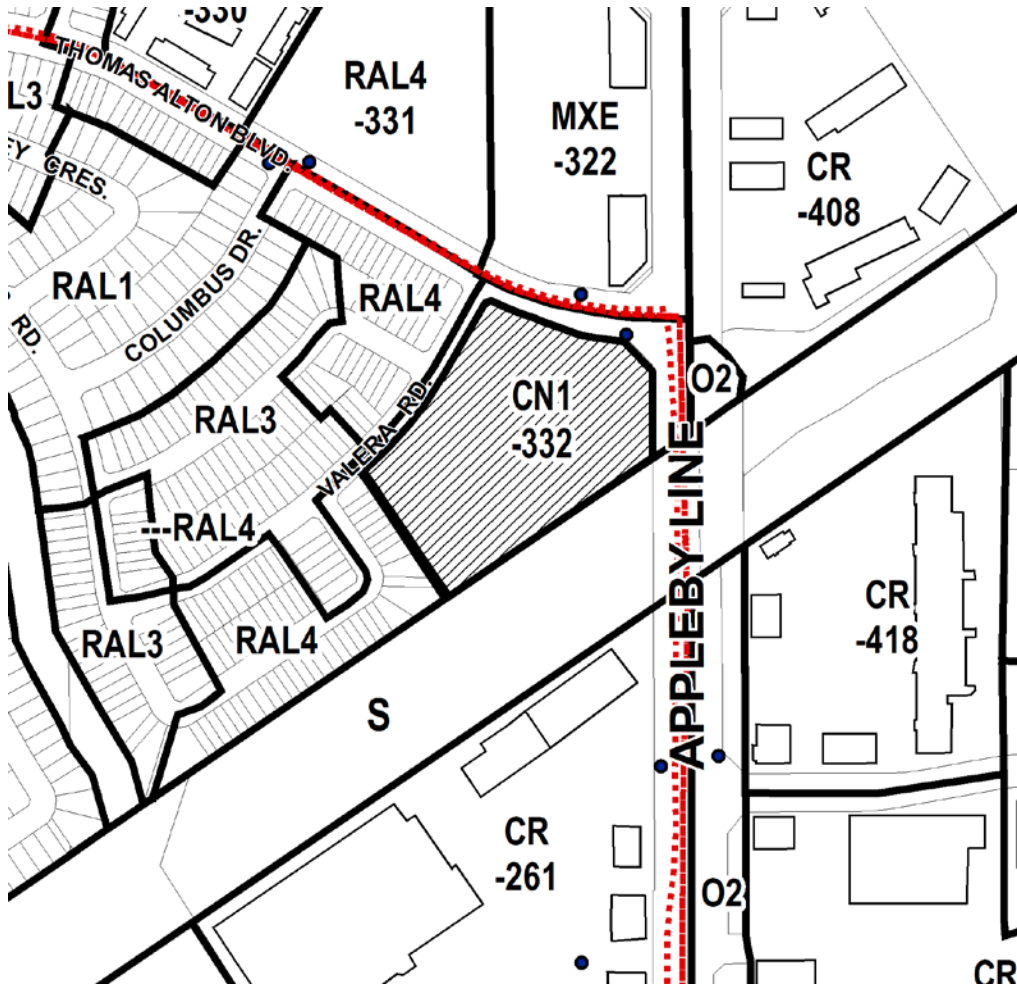 -330
THOMAS ALTON BLVD.
RAL4
-331
L3
MXE
-322
CR
-408
EY CRES.
RAL1
COLUMBUS DR.
RAL4
RD.
O2
CN1
-332
RAL3
VALERA RD.
APPLEBY LINE
---RAL4
CR
-418
RAL3
RAL4
S
CR
-261
O2
CR